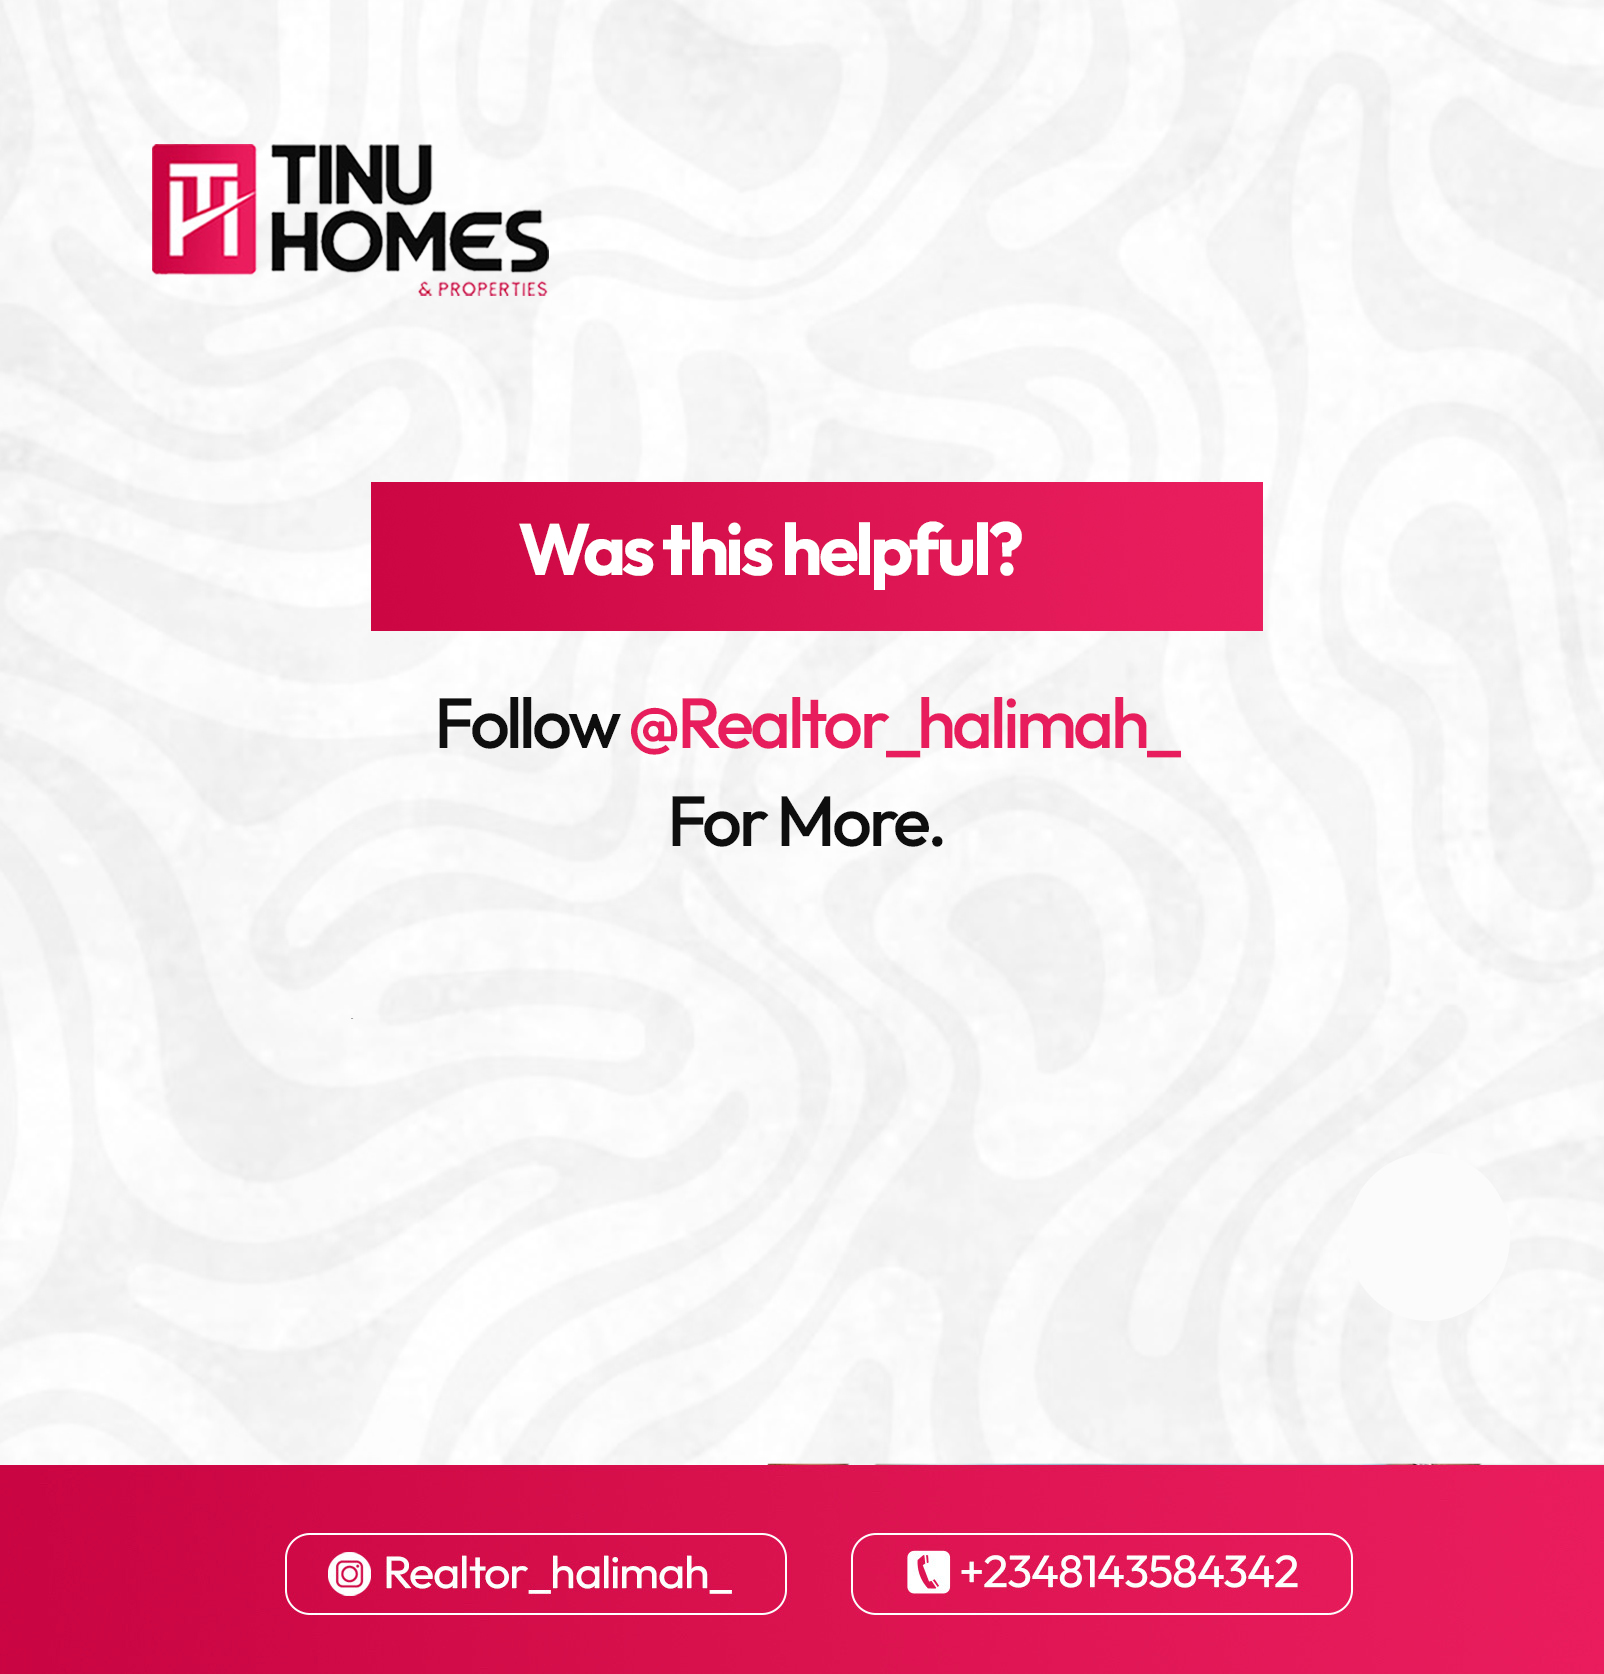 TINU
HOMES
& PROPERTIES
Was this helpful?
Follow @Realtor_halimah_
For More.
Realtor_halimah_
+2348143584342